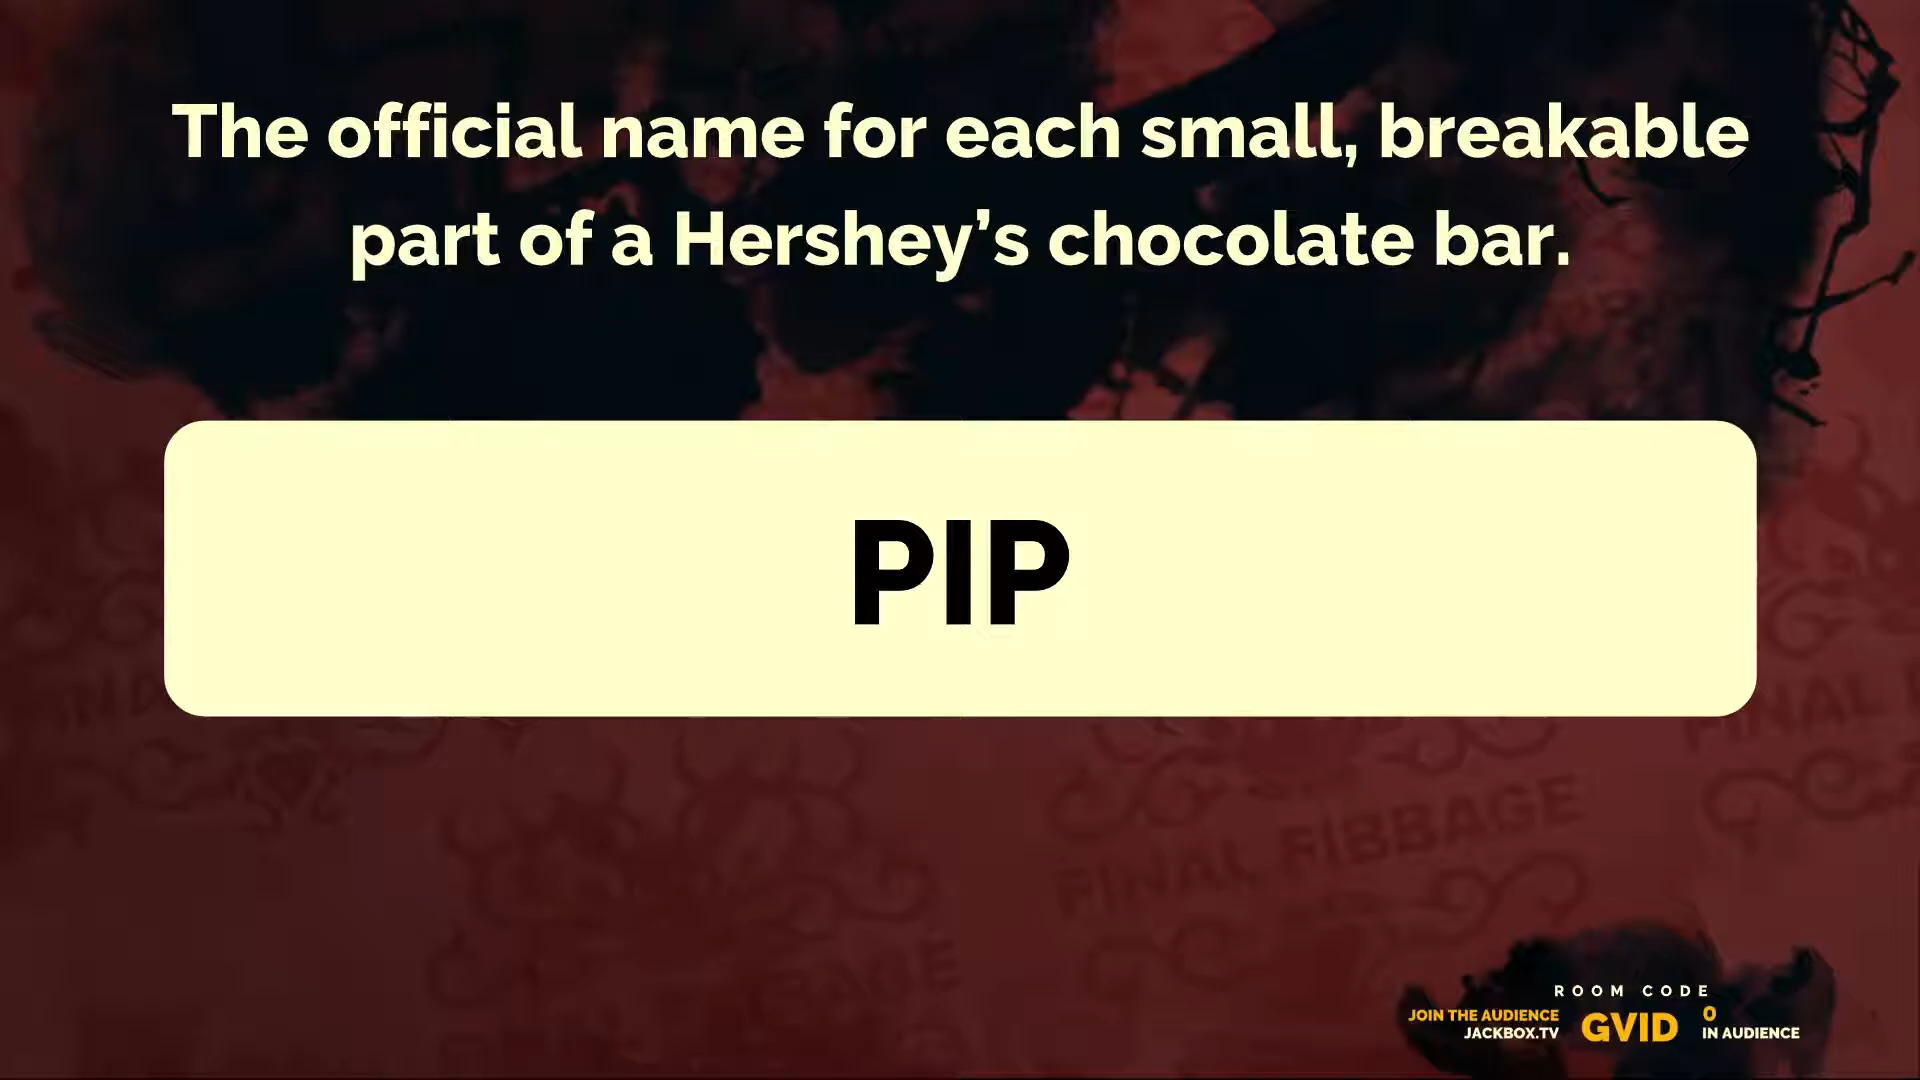 The official name for each small, breakable
part of a Hershey’s chocolate bar.
PIP
FINAL FIBBAGE
ROOM CODE
JOIN THE AUDIENCE
JACKBOX.TV
GVID
0
IN AUDIENCE